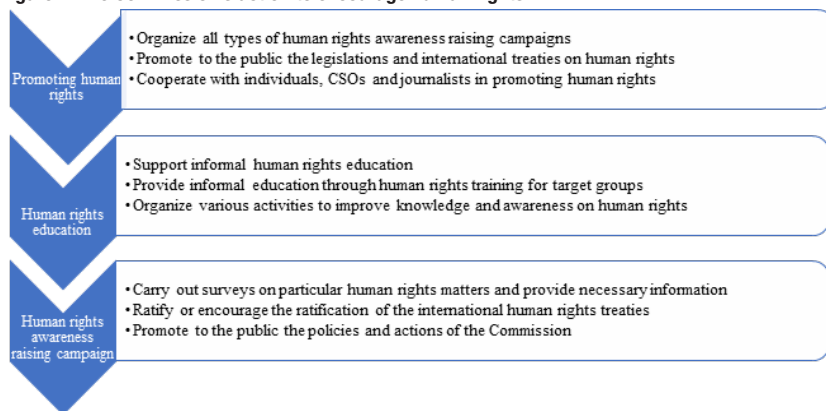 Promoting human
rights
• Organize all types of human rights awareness raising campaigns
• Promote to the public the legislations and international treaties on human rights
• Cooperate with individuals, CSOs and journalists in promoting human rights
Human rights
education
• Support informal human rights education
• Provide informal education through human rights training for target groups
• Organize various activities to improve knowledge and awareness on human rights
Human rights
awareness
raising campaign
• Carry out surveys on particular human rights matters and provide necessary information
• Ratify or encourage the ratification of the international human rights treaties
• Promote to the public the policies and actions of the Commission